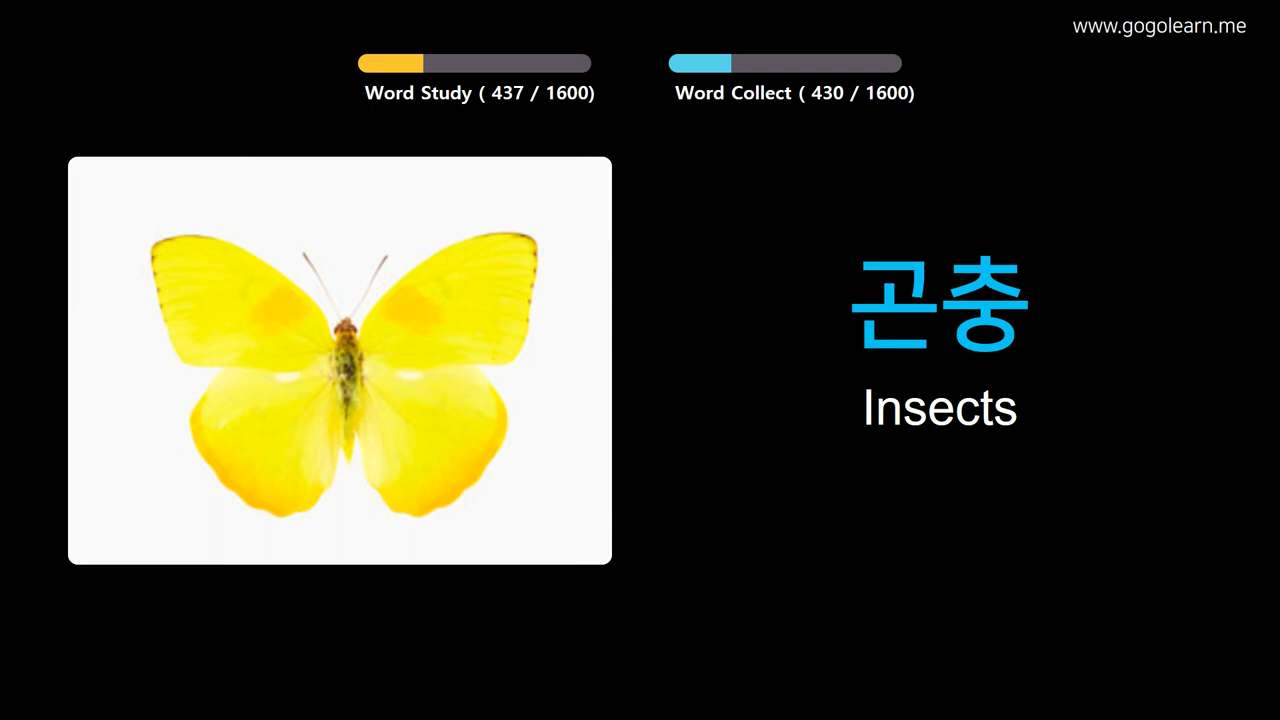 www.gogolearn.me
Word Study ( 437 / 1600)
Word Collect ( 430 / 1600)
곤충
Insects